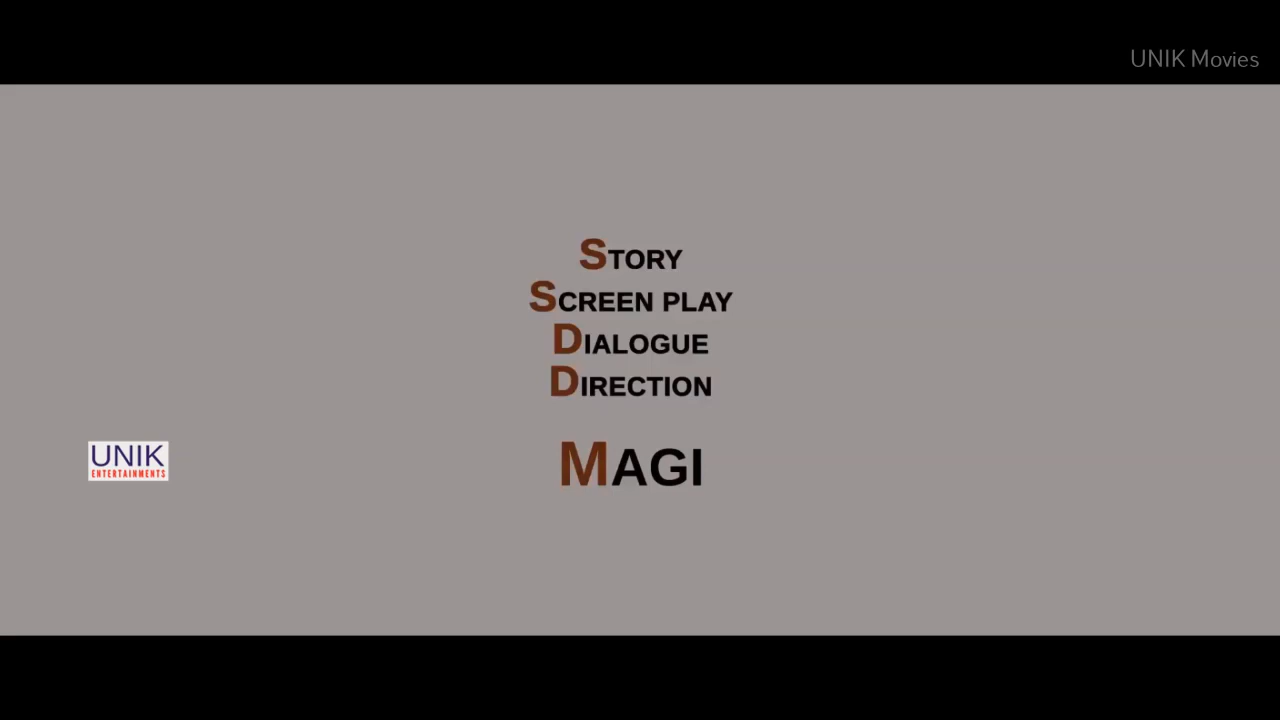 UNIK Movies
STORY
SCREEN PLAY
DIALOGUE
DIRECTION
MAGI
UNIK
ENTERTAINMENTS